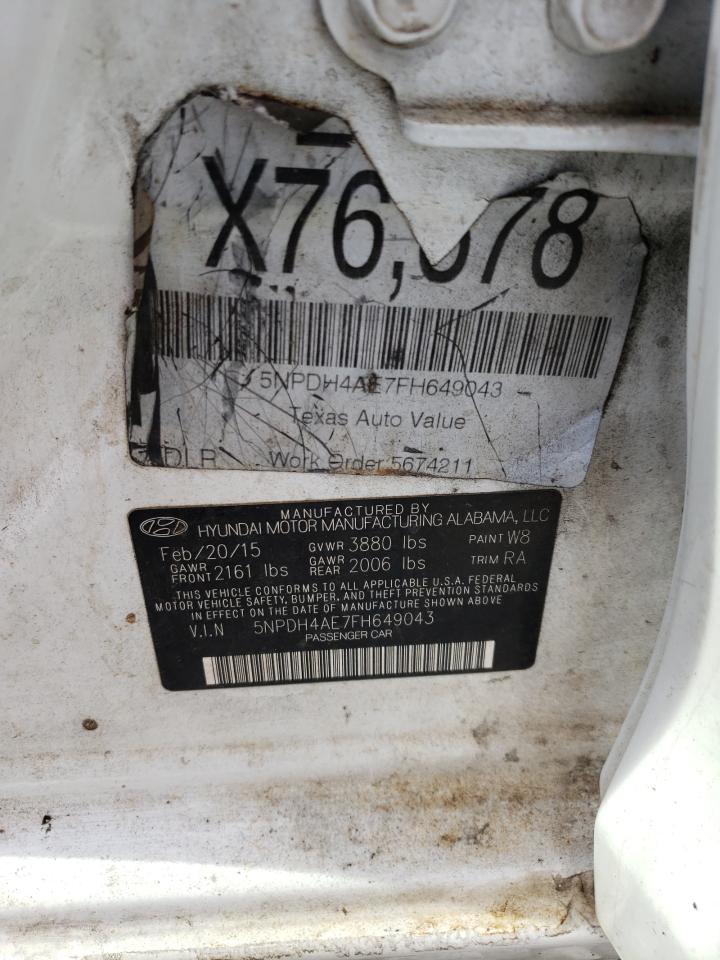 5NPDH4AE7FH649043
Texas Auto Value
DLR Work Order 5674211
MANUFACTURED BY
HYUNDAI MOTOR MANUFACTURING ALABAMA, LLC
Feb/20/15 GVWR 3880 lbs PAINT W8
GAWR FRONT 2161 lbs GAWR REAR 2006 lbs TRIM RA
THIS VEHICLE CONFORMS TO ALL APPLICABLE U.S.A. FEDERAL
MOTOR VEHICLE SAFETY, BUMPER, AND THEFT PREVENTION STANDARDS
IN EFFECT ON THE DATE OF MANUFACTURE SHOWN ABOVE
V.I.N 5NPDH4AE7FH649043
PASSENGER CAR